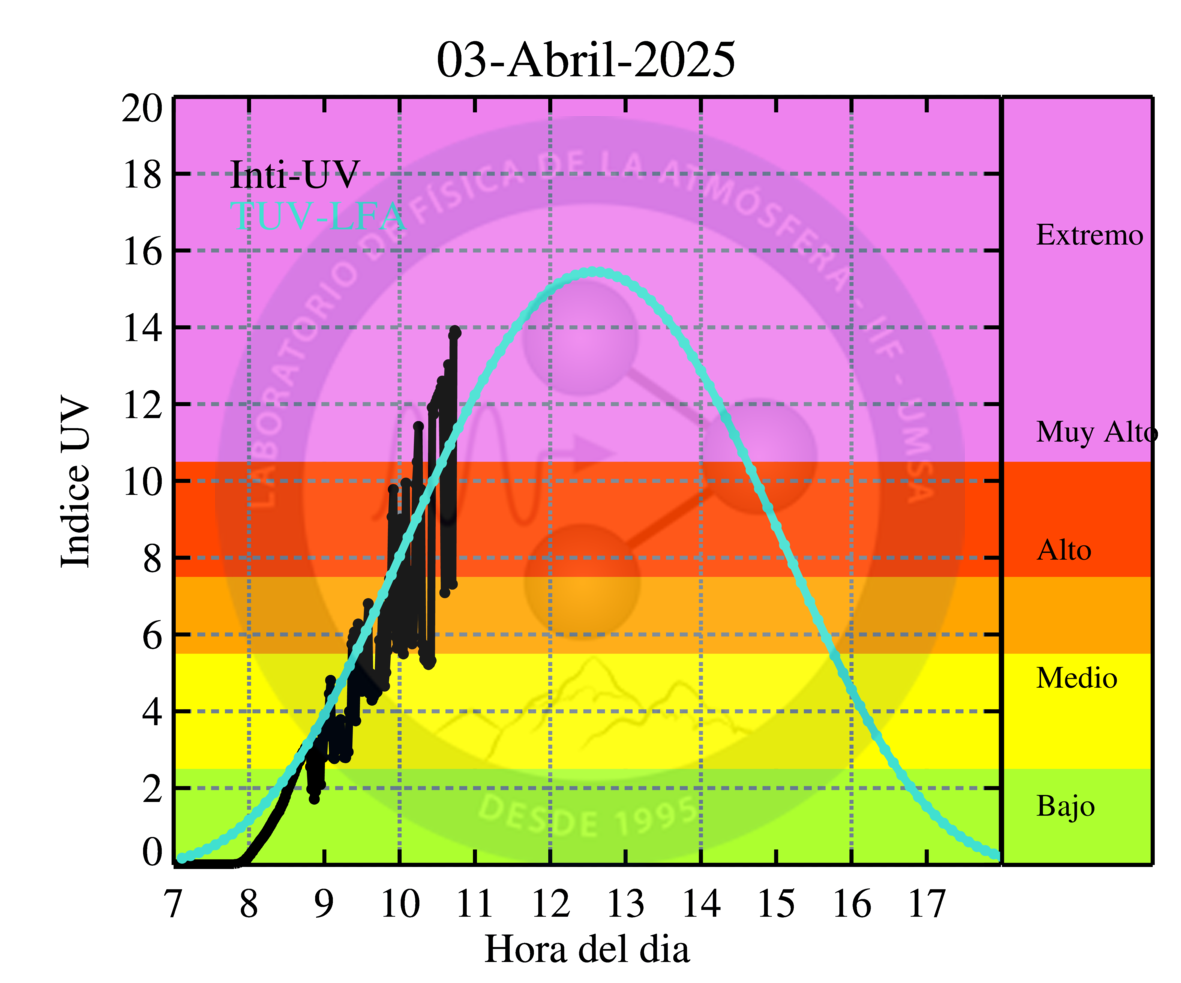 03-Abril-2025
20
18
16
14
12
10
8
6
4
2
0
Indice UV
Inti-UV
TUV-LFA
LABORATORIO DE FÍSICA DE LA ATMÓSFERA - IIF - UMSA
DESDE 1995
Extremo
Muy Alto
Alto
Medio
Bajo
7 8 9 10 11 12 13 14 15 16 17
Hora del dia